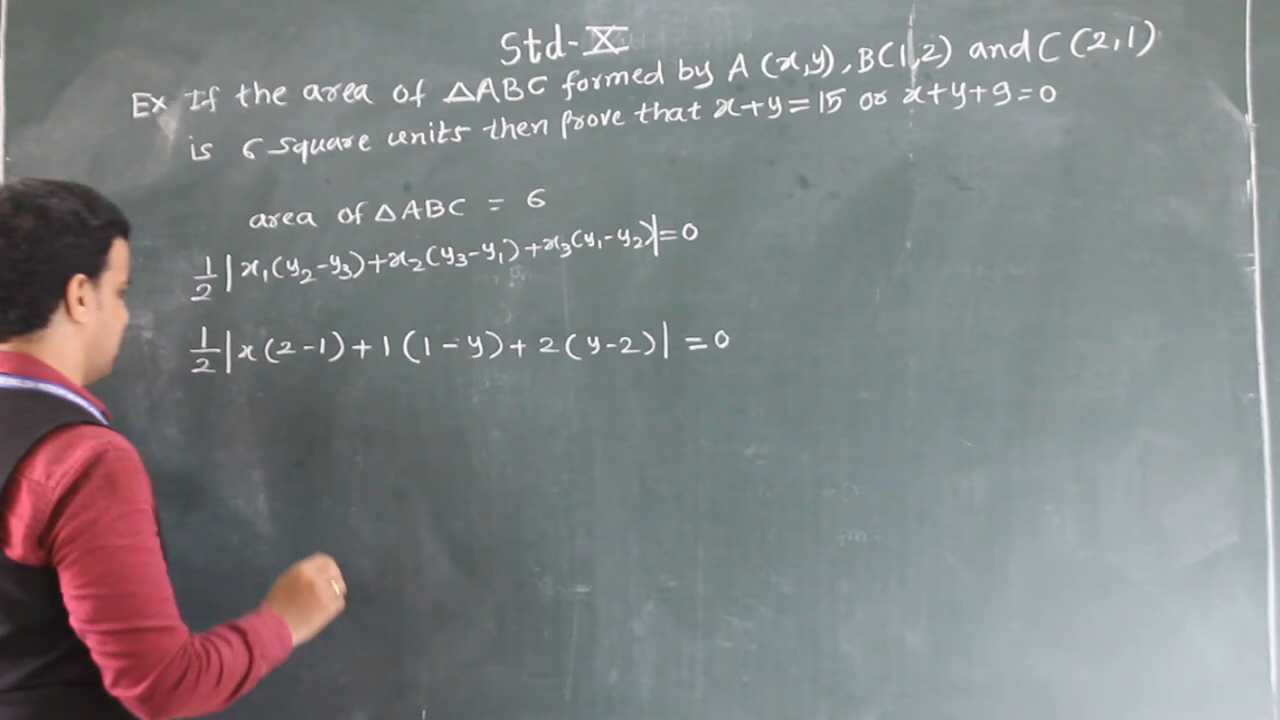 Std-X
Ex If the area of △ABC formed by A (x,y), B(1,2) and C (2,1)
is 6 square units then prove that x+y=15 or x+y+9=0
area of △ABC = 6
1/2 |x₁(y₂-y₃)+x₂(y₃-y₁)+x₃(y₁-y₂)|=0
1/2 |x(2-1)+1(1-y)+2(y-2)| =0